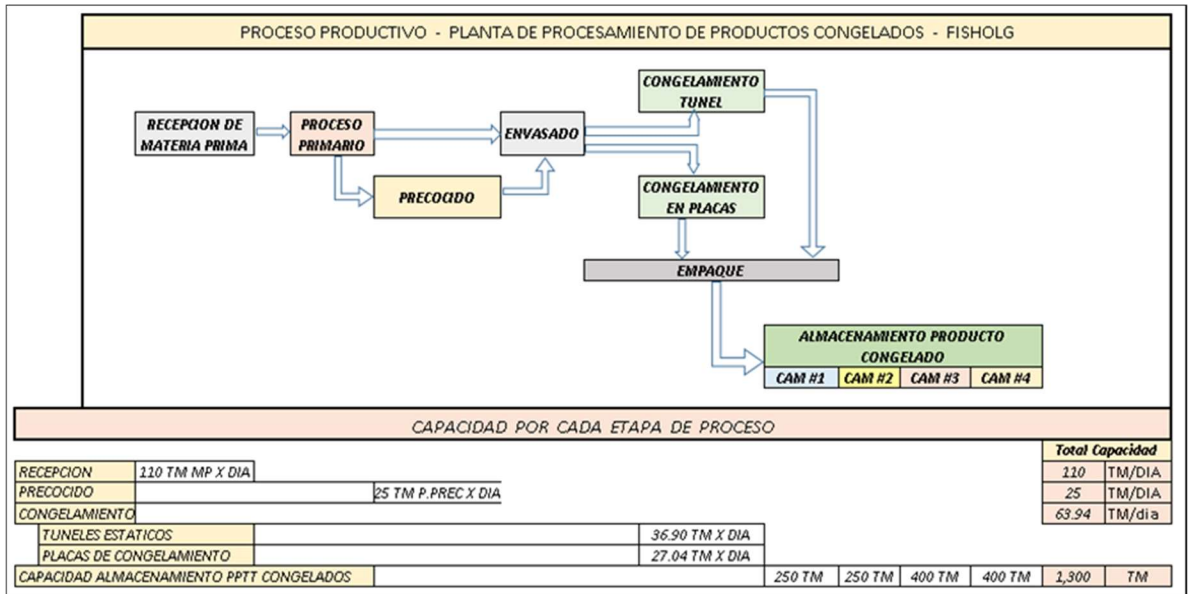 PROCESO PRODUCTIVO - PLANTA DE PROCESAMIENTO DE PRODUCTOS CONGELADOS - FISHOLG
CONGELAMIENTO
TUNEL
RECEPCION DE
MATERIA PRIMA
PROCESO
PRIMARIO
ENVASADO
PRECOCIDO
CONGELAMIENTO
EN PLACAS
EMPAQUE
ALMACENAMIENTO PRODUCTO
CONGELADO
CAM #1 CAM #2 CAM #3 CAM #4
CAPACIDAD POR CADA ETAPA DE PROCESO
Total Capacidad
RECEPCION 110 TM MP X DIA 110 TM/DIA
PRECOCIDO 25 TM P.PREC X DIA 25 TM/DIA
CONGELAMIENTO 63.94 TM/dia
TUNELES ESTATICOS 36.90 TM X DIA
PLACAS DE CONGELAMIENTO 27.04 TM X DIA
CAPACIDAD ALMACENAMIENTO PPTT CONGELADOS 250 TM 250 TM 400 TM 400 TM 1,300 TM